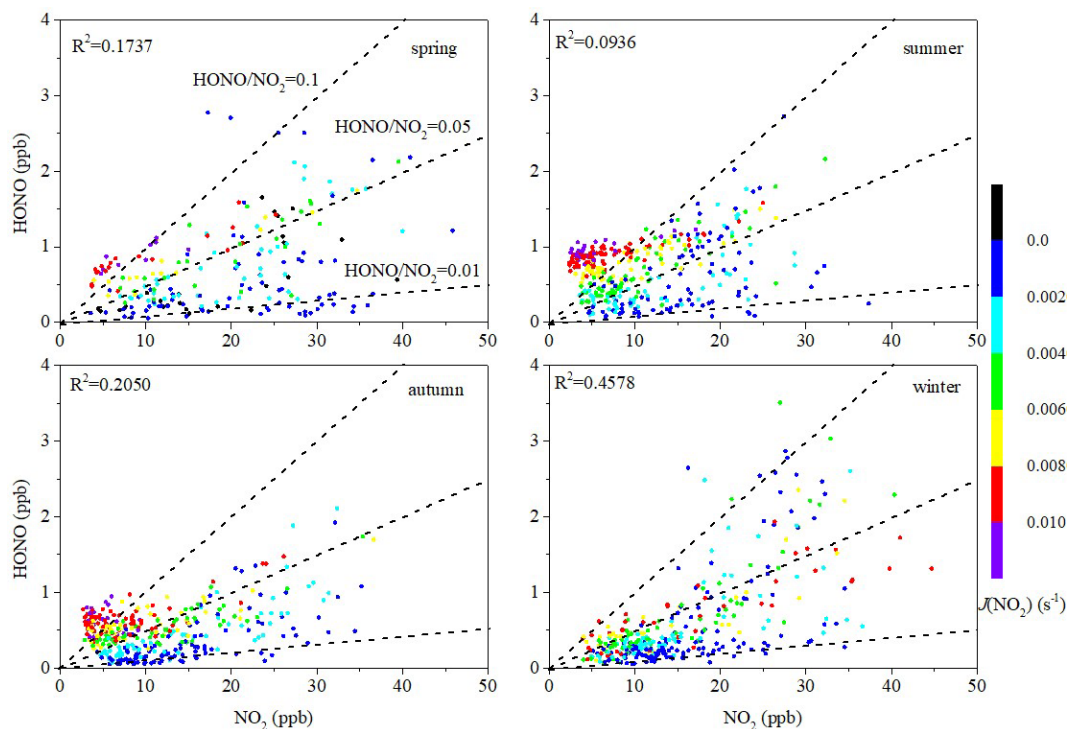 R²=0.1737
spring
HONO/NO₂=0.1
HONO/NO₂=0.05
HONO/NO₂=0.01
HONO (ppb)
4
3
2
1
0
0 10 20 30 40 50
R²=0.0936
summer
4
3
2
1
0
0 10 20 30 40 50
R²=0.2050
autumn
HONO (ppb)
4
3
2
1
0
0 10 20 30 40 50
NO₂ (ppb)
R²=0.4578
winter
4
3
2
1
0
0 10 20 30 40 50
NO₂ (ppb)
0.0
0.0020
0.0040
0.0060
0.0080
0.010
J(NO₂) (s⁻¹)